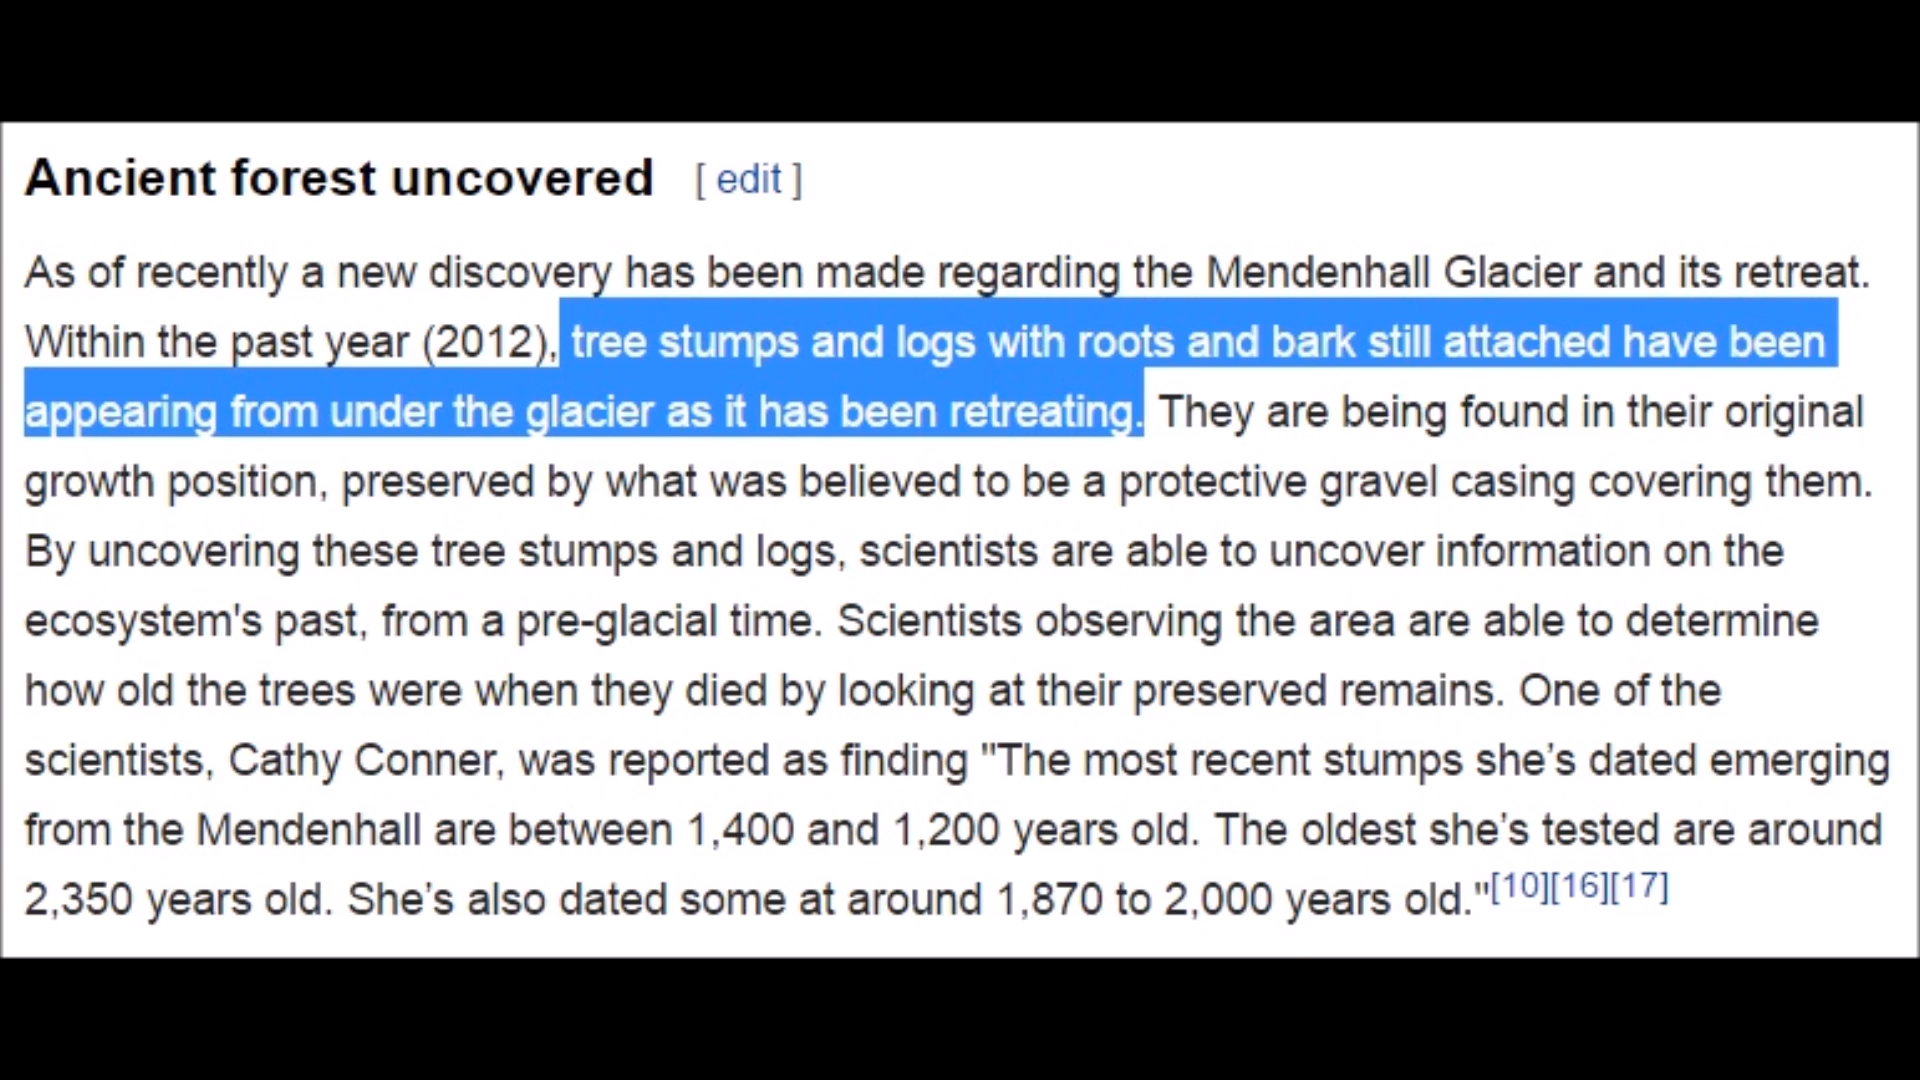 Ancient forest uncovered [ edit ]
As of recently a new discovery has been made regarding the Mendenhall Glacier and its retreat.
Within the past year (2012), tree stumps and logs with roots and bark still attached have been
appearing from under the glacier as it has been retreating. They are being found in their original
growth position, preserved by what was believed to be a protective gravel casing covering them.
By uncovering these tree stumps and logs, scientists are able to uncover information on the
ecosystem's past, from a pre-glacial time. Scientists observing the area are able to determine
how old the trees were when they died by looking at their preserved remains. One of the
scientists, Cathy Conner, was reported as finding "The most recent stumps she’s dated emerging
from the Mendenhall are between 1,400 and 1,200 years old. The oldest she’s tested are around
2,350 years old. She’s also dated some at around 1,870 to 2,000 years old."[10][16][17]